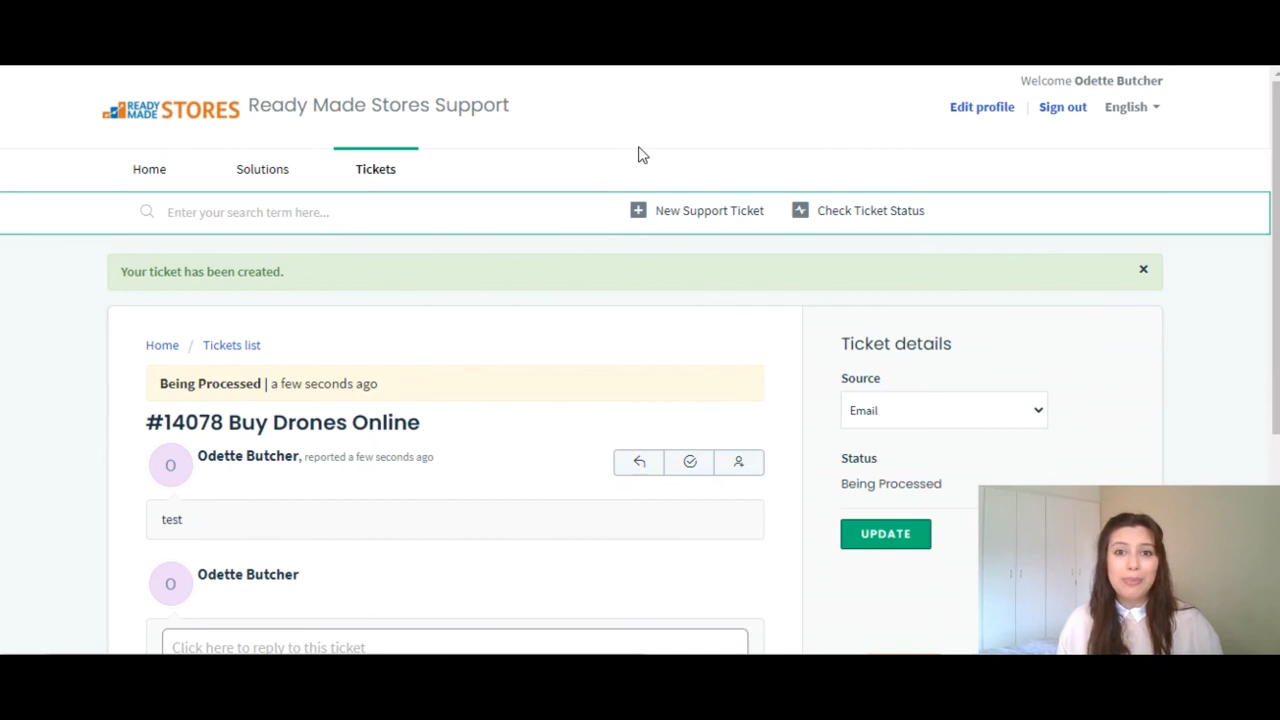 Welcome Odette Butcher
READY MADE STORES Ready Made Stores Support
Edit profile | Sign out English
Home Solutions Tickets
Enter your search term here... New Support Ticket Check Ticket Status
Your ticket has been created. ×
Home / Tickets list
Being Processed | a few seconds ago
#14078 Buy Drones Online
O Odette Butcher, reported a few seconds ago
test
O Odette Butcher
Click here to reply to this ticket
Ticket details
Source
Email
Status
Being Processed
UPDATE